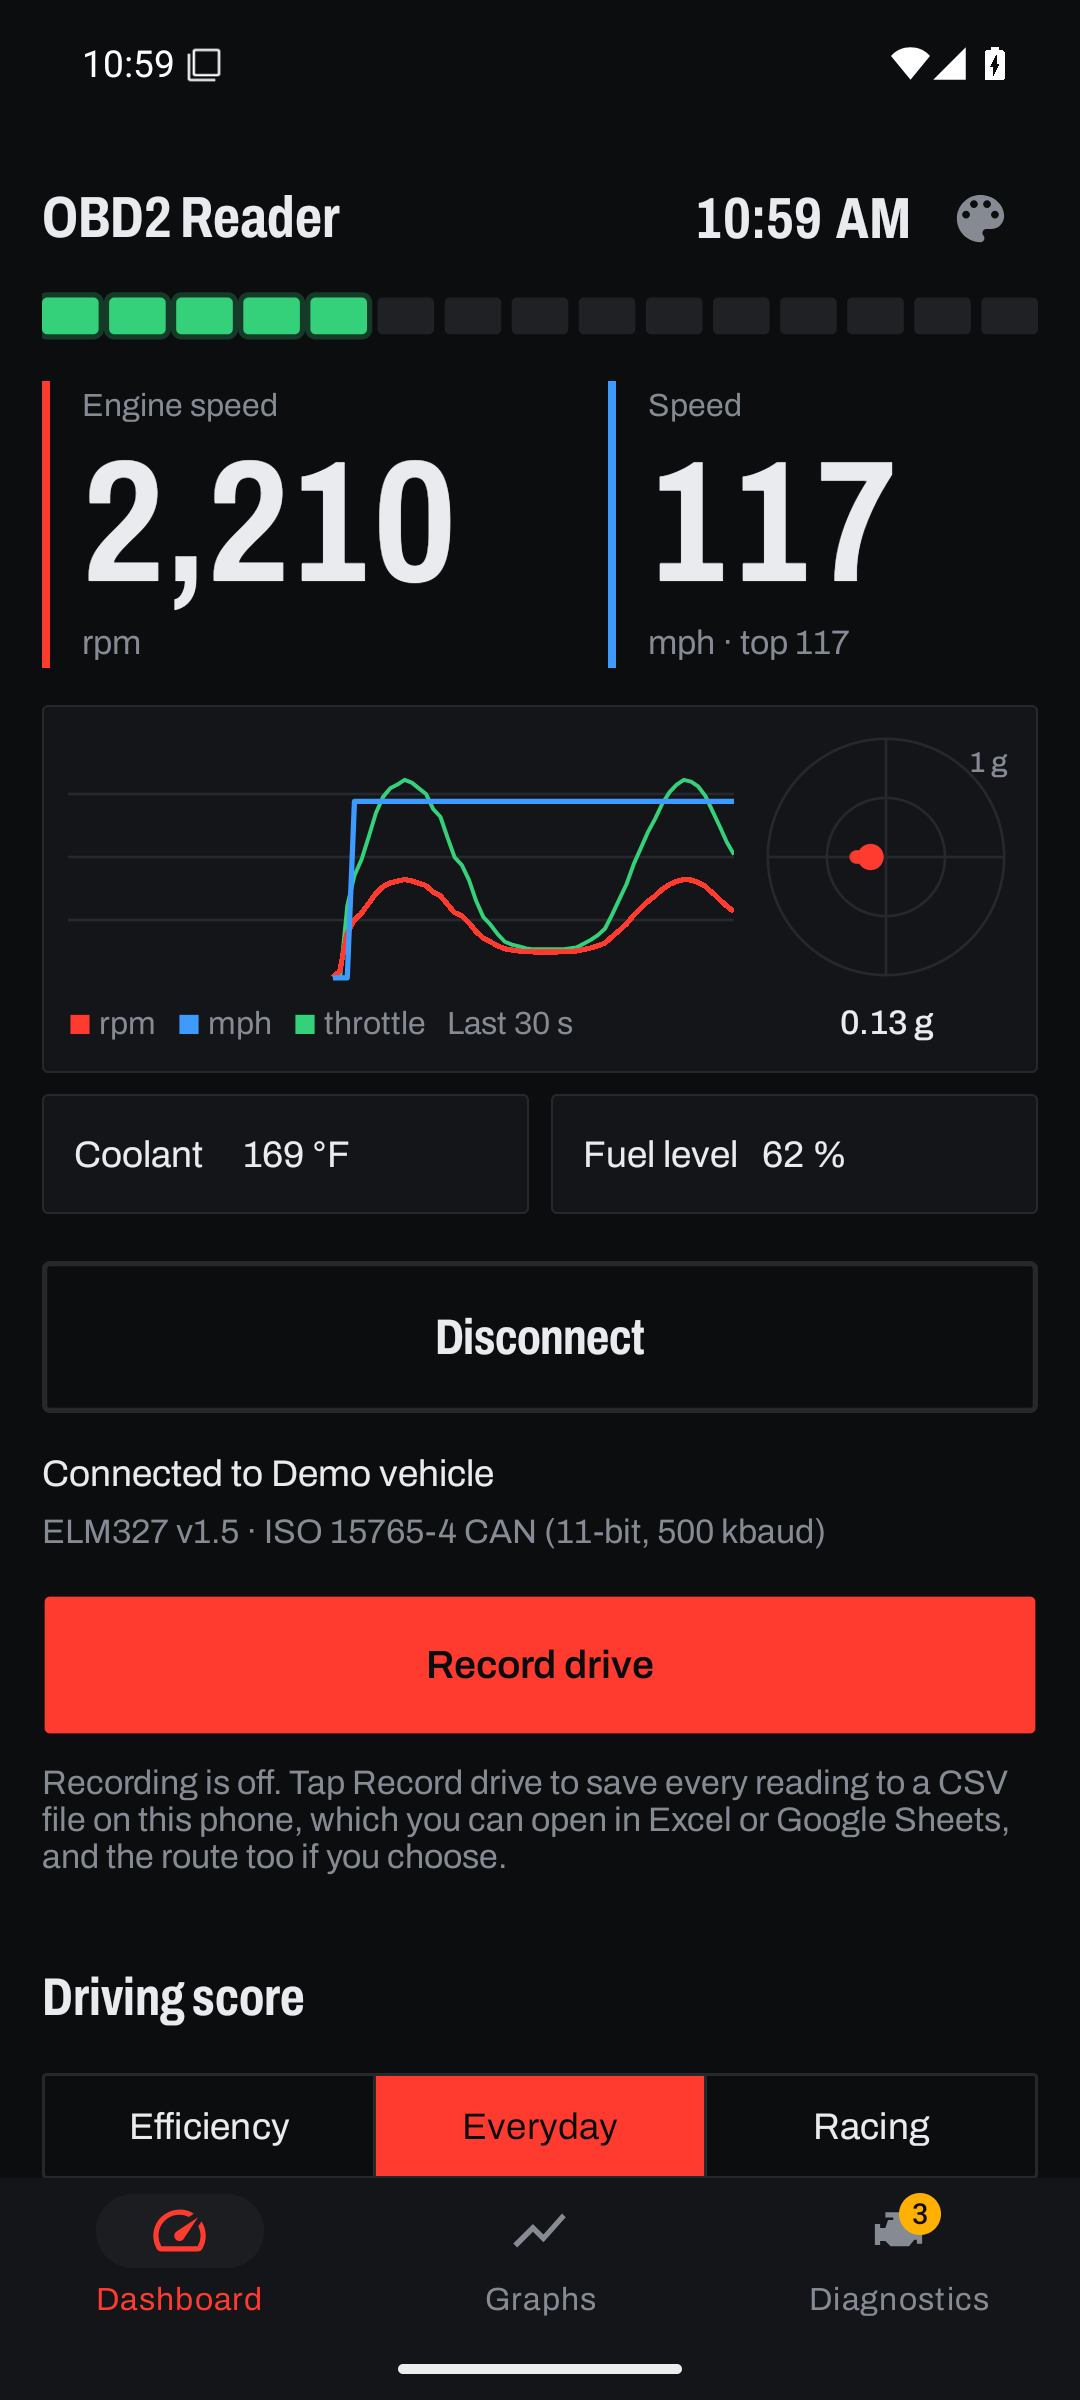 10:59
OBD2 Reader
10:59 AM
Engine speed
2,210
rpm
Speed
117
mph · top 117
1 g
rpm
mph
throttle
Last 30 s
0.13 g
Coolant 169 °F
Fuel level 62 %
Disconnect
Connected to Demo vehicle
ELM327 v1.5 · ISO 15765-4 CAN (11-bit, 500 kbaud)
Record drive
Recording is off. Tap Record drive to save every reading to a CSV
file on this phone, which you can open in Excel or Google Sheets,
and the route too if you choose.
Driving score
Efficiency
Everyday
Racing
3
Dashboard
Graphs
Diagnostics